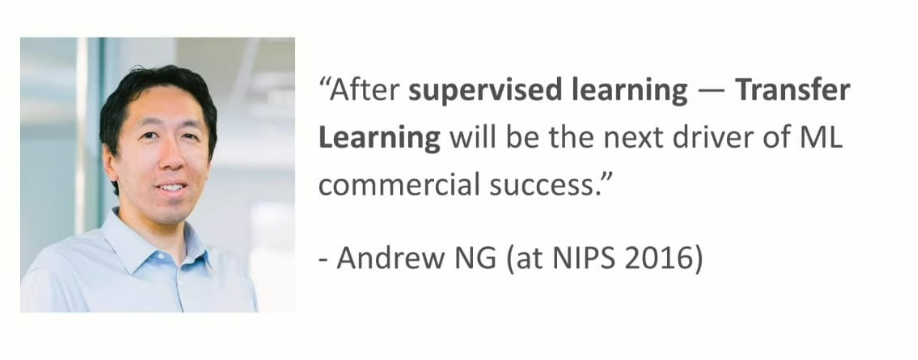 “After supervised learning — Transfer
Learning will be the next driver of ML
commercial success.”
- Andrew NG (at NIPS 2016)